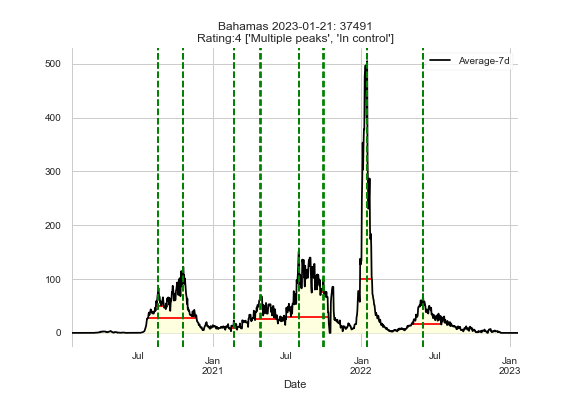 Bahamas 2023-01-21: 37491
Rating:4 ['Multiple peaks', 'In control']
Average-7d
500
400
300
200
100
0
Jul
Jan
2021
Jul
Jan
2022
Jul
Jan
2023
Date